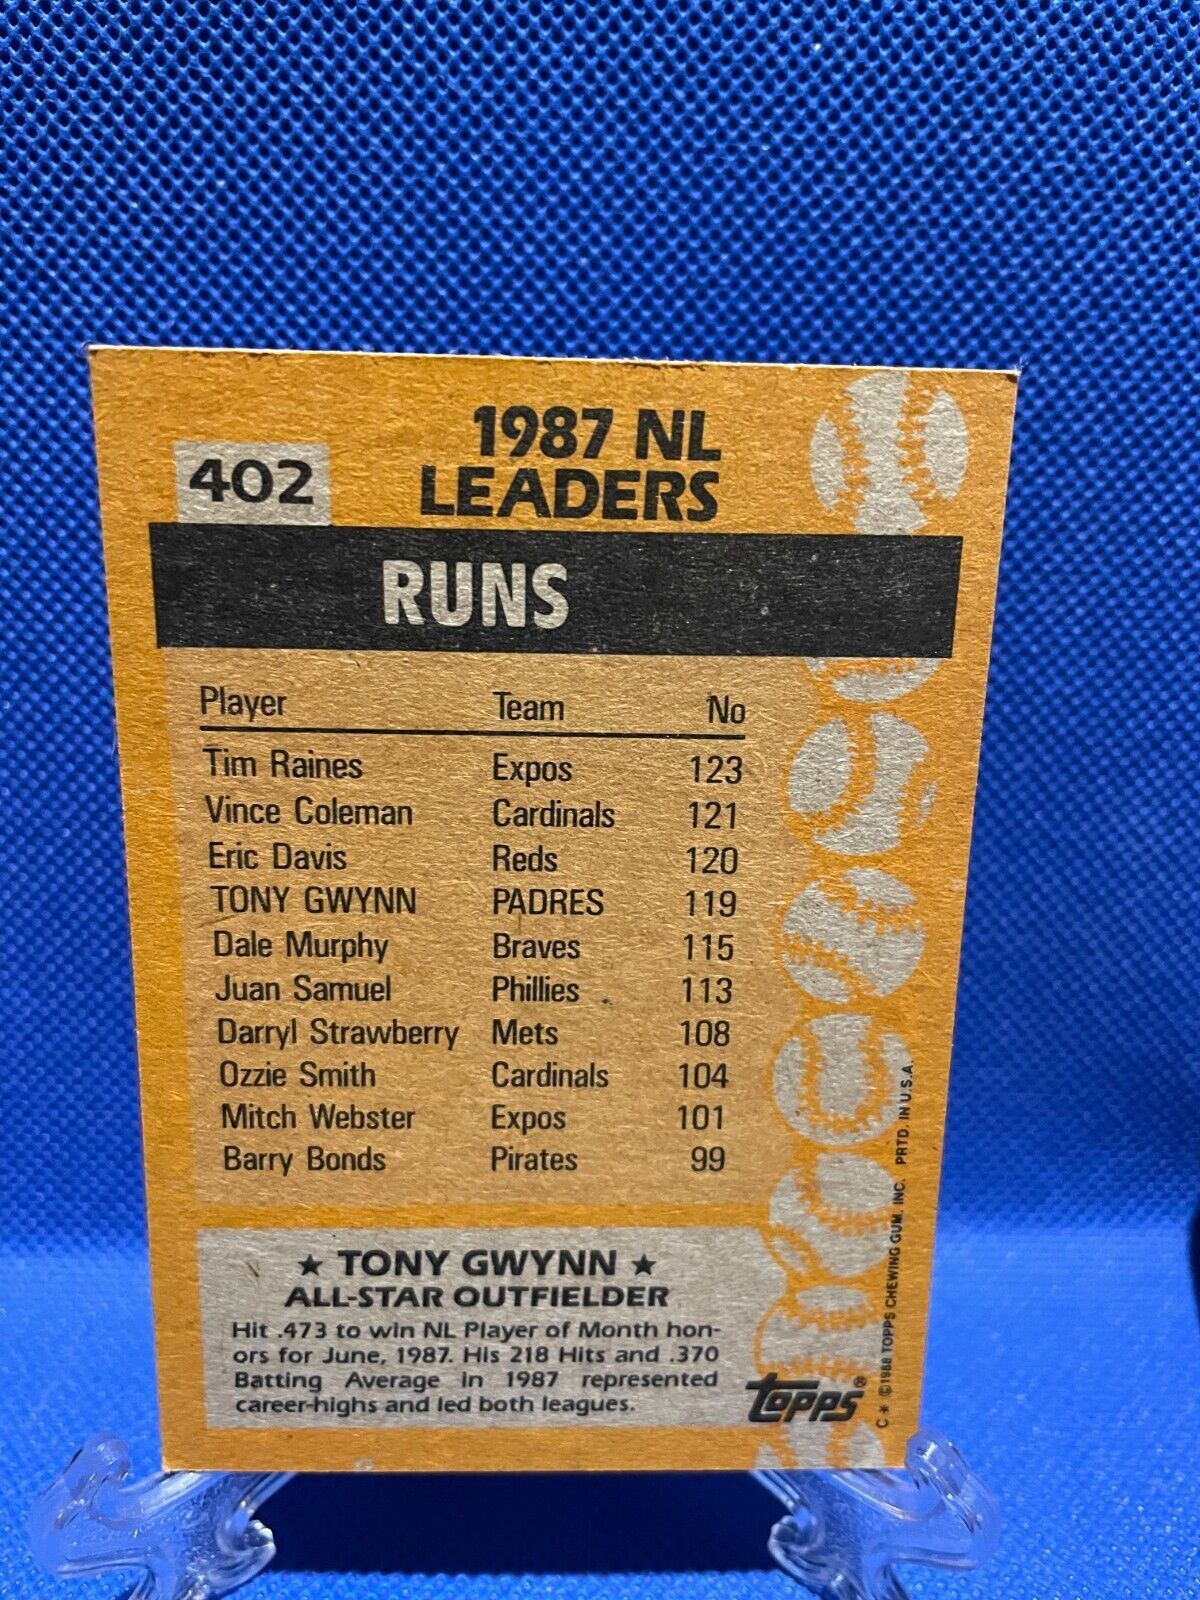 402
1987 NL
LEADERS
RUNS
Player Team No
Tim Raines Expos 123
Vince Coleman Cardinals 121
Eric Davis Reds 120
TONY GWYNN PADRES 119
Dale Murphy Braves 115
Juan Samuel Phillies 113
Darryl Strawberry Mets 108
Ozzie Smith Cardinals 104
Mitch Webster Expos 101
Barry Bonds Pirates 99
★ TONY GWYNN ★
ALL-STAR OUTFIELDER
Hit .473 to win NL Player of Month hon-
ors for June, 1987. His 218 Hits and .370
Batting Average in 1987 represented
career-highs and led both leagues.
TOPPS®
C* ©1988 TOPPS CHEWING GUM, INC. PRTD. IN U.S.A.